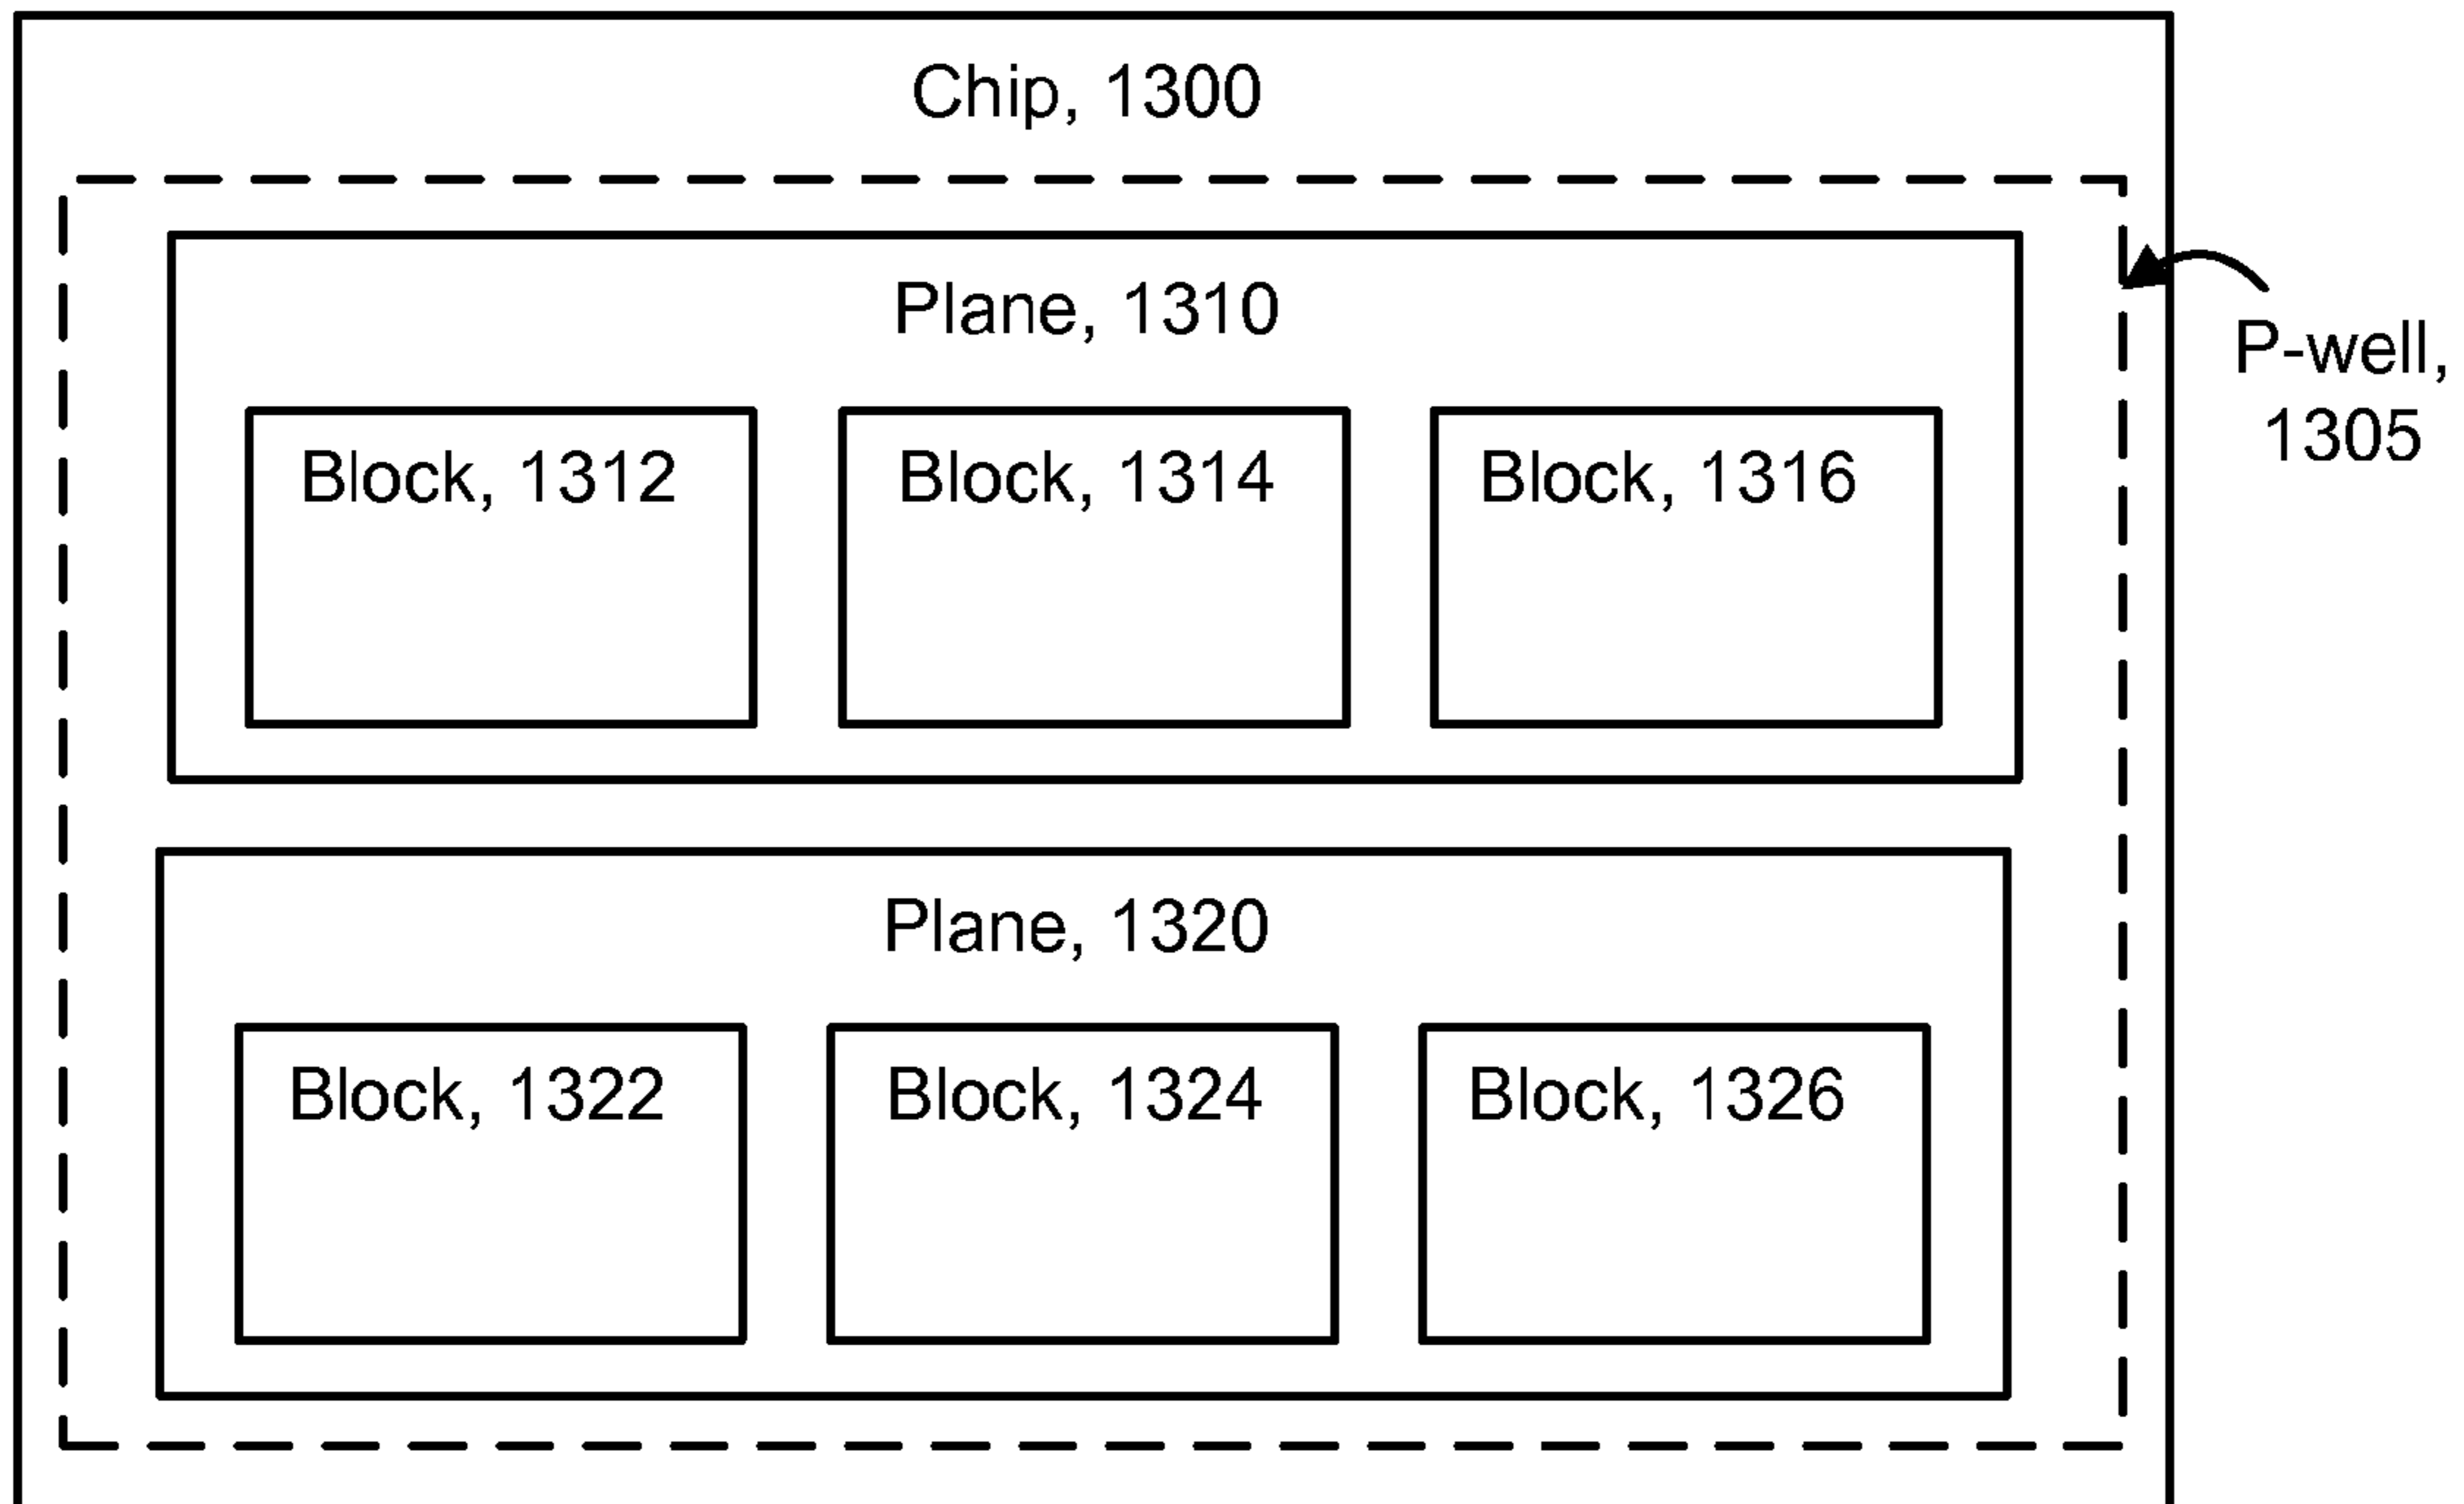 Chip, 1300
Plane, 1310
P-well,
1305
Block, 1312
Block, 1314
Block, 1316
Plane, 1320
Block, 1322
Block, 1324
Block, 1326